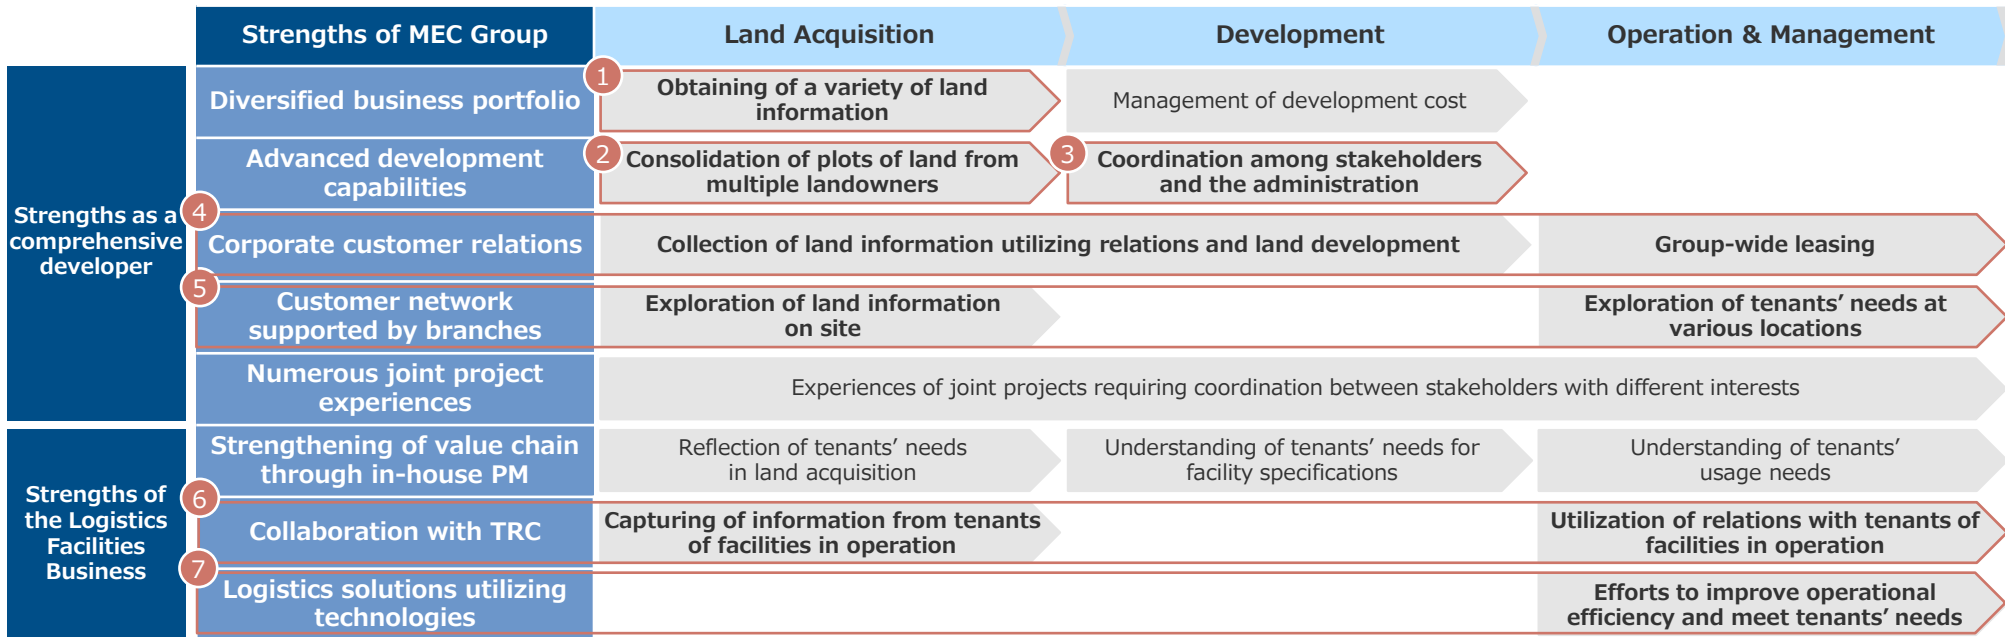 Strengths of MEC Group
Land Acquisition
Development
Operation & Management
Strengths as a
comprehensive
developer
1
Diversified business portfolio
Obtaining of a variety of land
information
Management of development cost
Advanced development
capabilities
2
Consolidation of plots of land from
multiple landowners
3
Coordination among stakeholders
and the administration
4
Corporate customer relations
Collection of land information utilizing relations and land development
Group-wide leasing
5
Customer network
supported by branches
Exploration of land information
on site
Exploration of tenants’ needs at
various locations
Numerous joint project
experiences
Experiences of joint projects requiring coordination between stakeholders with different interests
Strengths of
the Logistics
Facilities
Business
Strengthening of value chain
through in-house PM
Reflection of tenants’ needs
in land acquisition
Understanding of tenants’ needs for
facility specifications
Understanding of tenants’
usage needs
6
Collaboration with TRC
Capturing of information from tenants
of facilities in operation
Utilization of relations with tenants of
facilities in operation
7
Logistics solutions utilizing
technologies
Efforts to improve operational
efficiency and meet tenants’ needs